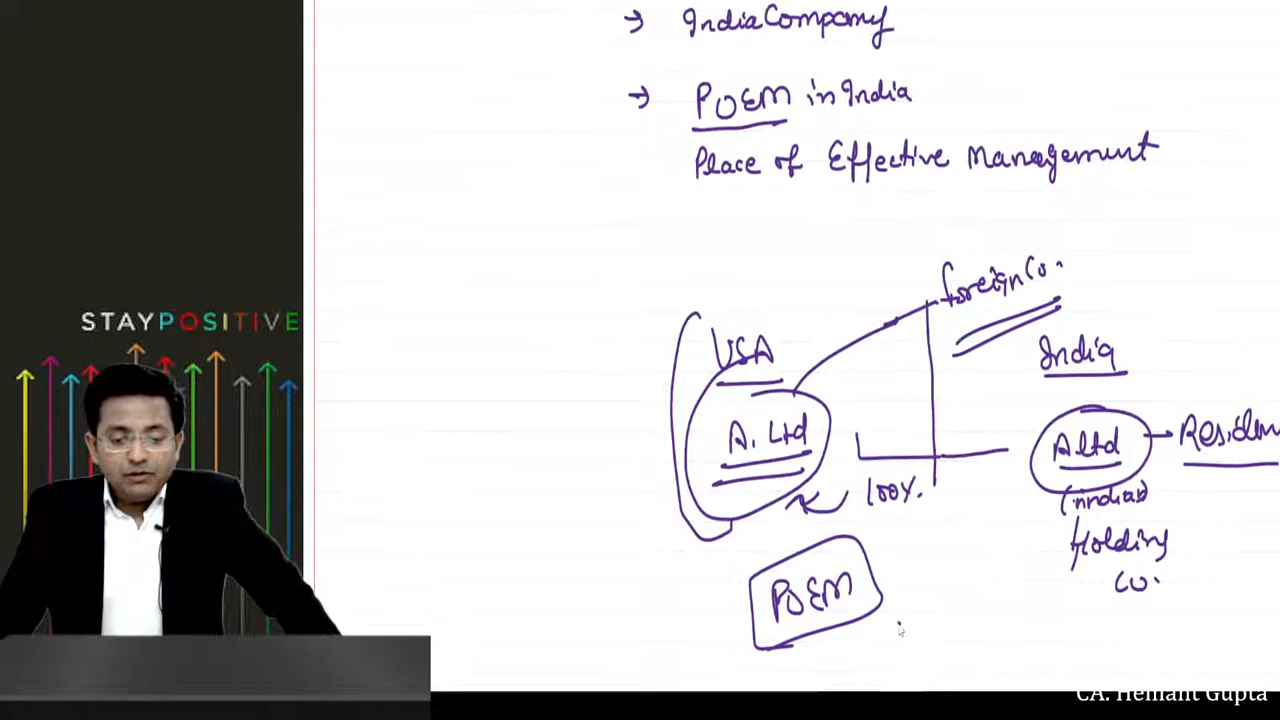 → India Company
→ POEM in India
Place of Effective Management
foreign Co.
STAYPOSITIVE
USA
India
A. Ltd
A Ltd → Residen
100%.
(indian)
Holding
Co.
POEM
CA. Hemant Gupta